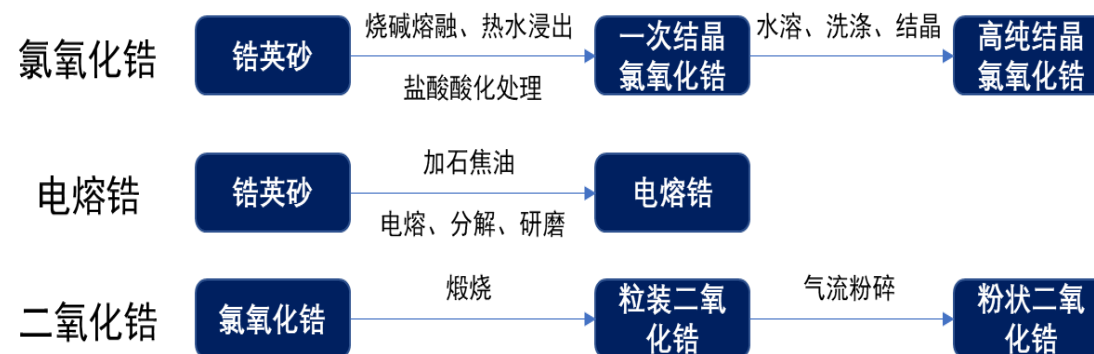 氯氧化锆
锆英砂
烧碱熔融、热水浸出
盐酸酸化处理
一次结晶
氯氧化锆
水溶、洗涤、结晶
高纯结晶
氯氧化锆
电熔锆
锆英砂
加石焦油
电熔、分解、研磨
电熔锆
二氧化锆
氯氧化锆
煅烧
粒装二氧
化锆
气流粉碎
粉状二氧
化锆